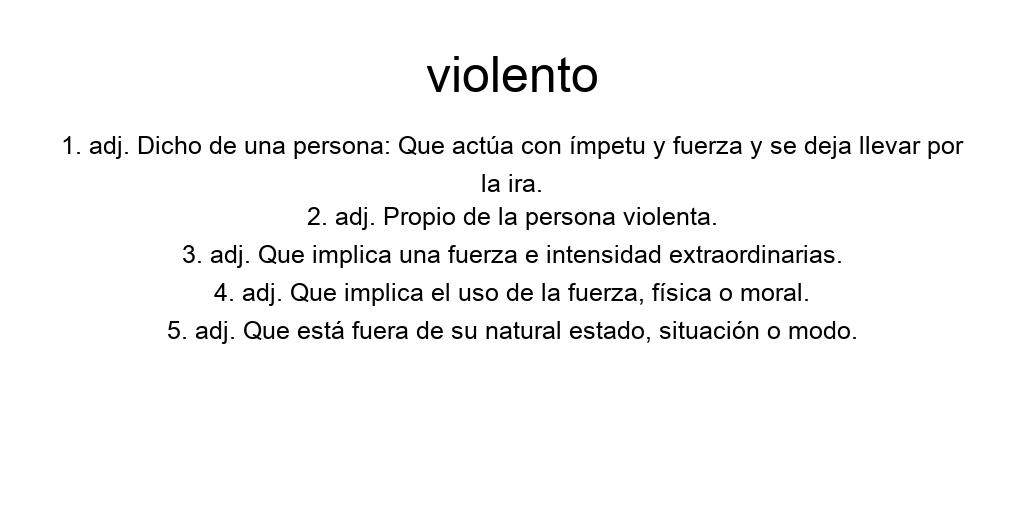 violento
1. adj. Dicho de una persona: Que actúa con ímpetu y fuerza y se deja llevar por
la ira.
2. adj. Propio de la persona violenta.
3. adj. Que implica una fuerza e intensidad extraordinarias.
4. adj. Que implica el uso de la fuerza, física o moral.
5. adj. Que está fuera de su natural estado, situación o modo.